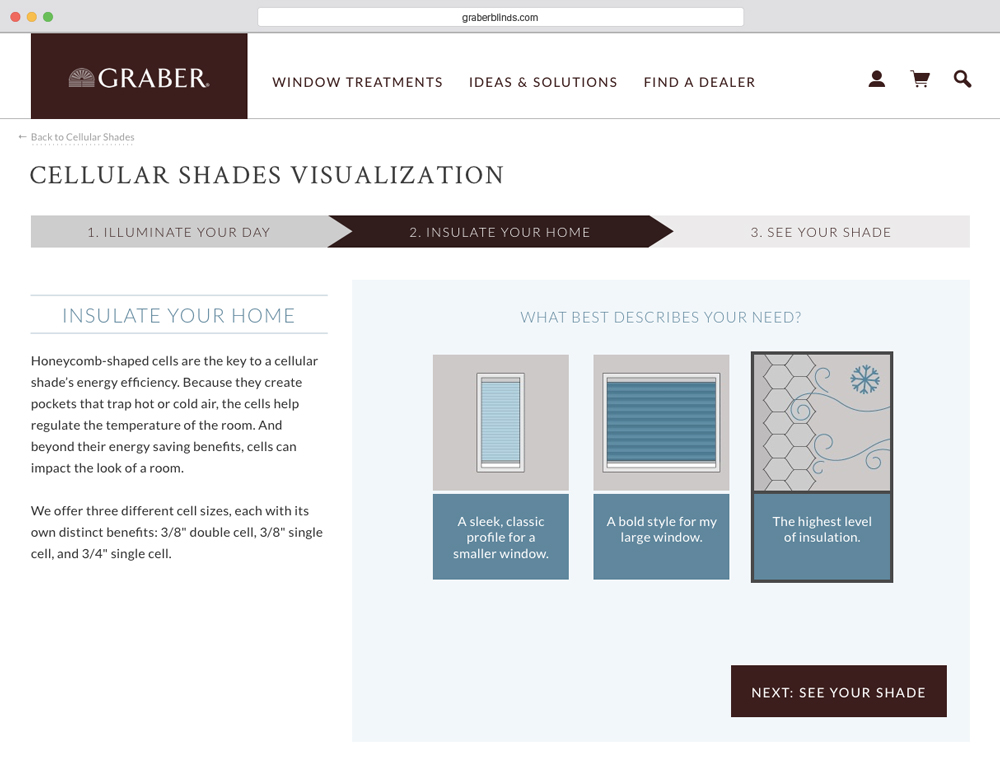 graberblinds.com
GRABER®
WINDOW TREATMENTS
IDEAS & SOLUTIONS
FIND A DEALER
← Back to Cellular Shades
CELLULAR SHADES VISUALIZATION
1. ILLUMINATE YOUR DAY
2. INSULATE YOUR HOME
3. SEE YOUR SHADE
INSULATE YOUR HOME
Honeycomb-shaped cells are the key to a cellular
shade's energy efficiency. Because they create
pockets that trap hot or cold air, the cells help
regulate the temperature of the room. And
beyond their energy saving benefits, cells can
impact the look of a room.
We offer three different cell sizes, each with its
own distinct benefits: 3/8" double cell, 3/8" single
cell, and 3/4" single cell.
WHAT BEST DESCRIBES YOUR NEED?
A sleek, classic
profile for a
smaller window.
A bold style for my
large window.
The highest level
of insulation.
NEXT: SEE YOUR SHADE